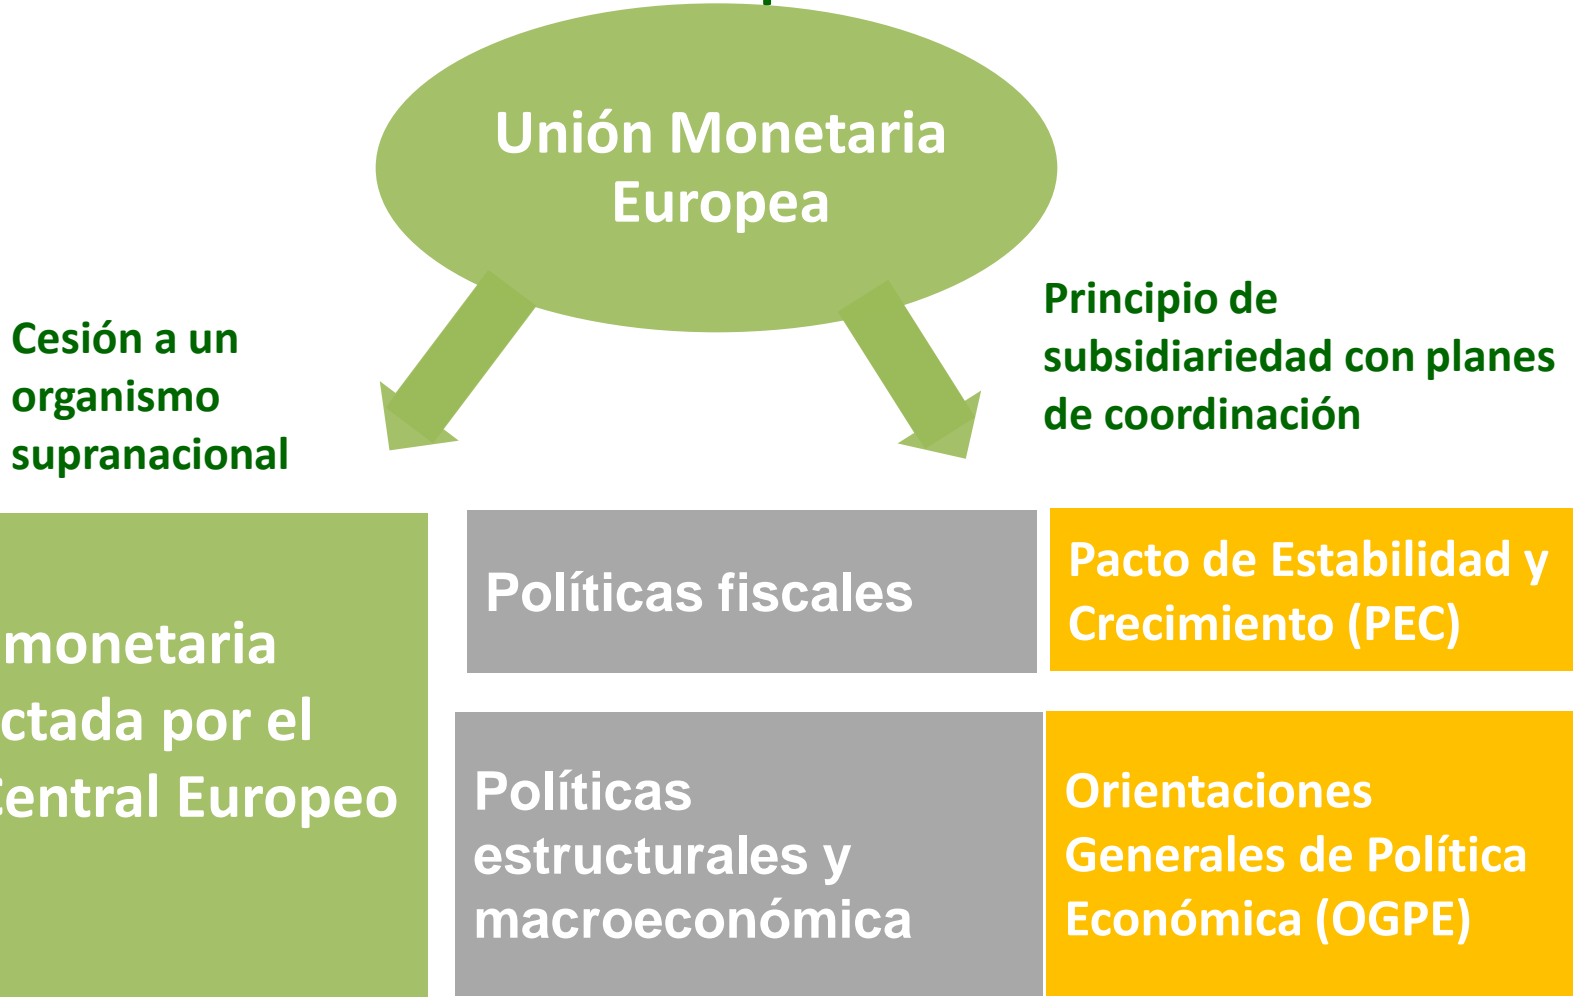 Unión Monetaria
Europea
Cesión a un
organismo
supranacional
Principio de
subsidiariedad con planes
de coordinación
monetaria
por el
Central Europeo
Políticas fiscales
Pacto de Estabilidad y
Crecimiento (PEC)
Políticas
estructurales y
macroeconómica
Orientaciones
Generales de Política
Económica (OGPE)